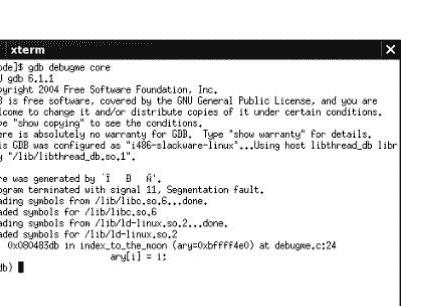 xterm
ode]$ gdb debugme core
U gdb 6.1.1
pyright 2004 Free Software Foundation, Inc.
B is free software, covered by the GNU General Public License, and you are
lcome to change it and/or distribute copies of it under certain conditions.
pe "show copying" to see the conditions.
ere is absolutely no warranty for GDB.  Type "show warranty" for details.
is GDB was configured as "i486-slackware-linux"...Using host libthread_db libr
y "/lib/libthread_db.so.1".
re was generated by `Ï   Ð   Ñ'.
ogram terminated with signal 11, Segmentation fault.
ading symbols from /lib/libc.so.6...done.
aded symbols for /lib/libc.so.6
ading symbols from /lib/ld-linux.so.2...done.
aded symbols for /lib/ld-linux.so.2
0x080483db in index_to_the_moon (ary=0xbffff4e0) at debugme.c:24
ary[i] = i;
db)